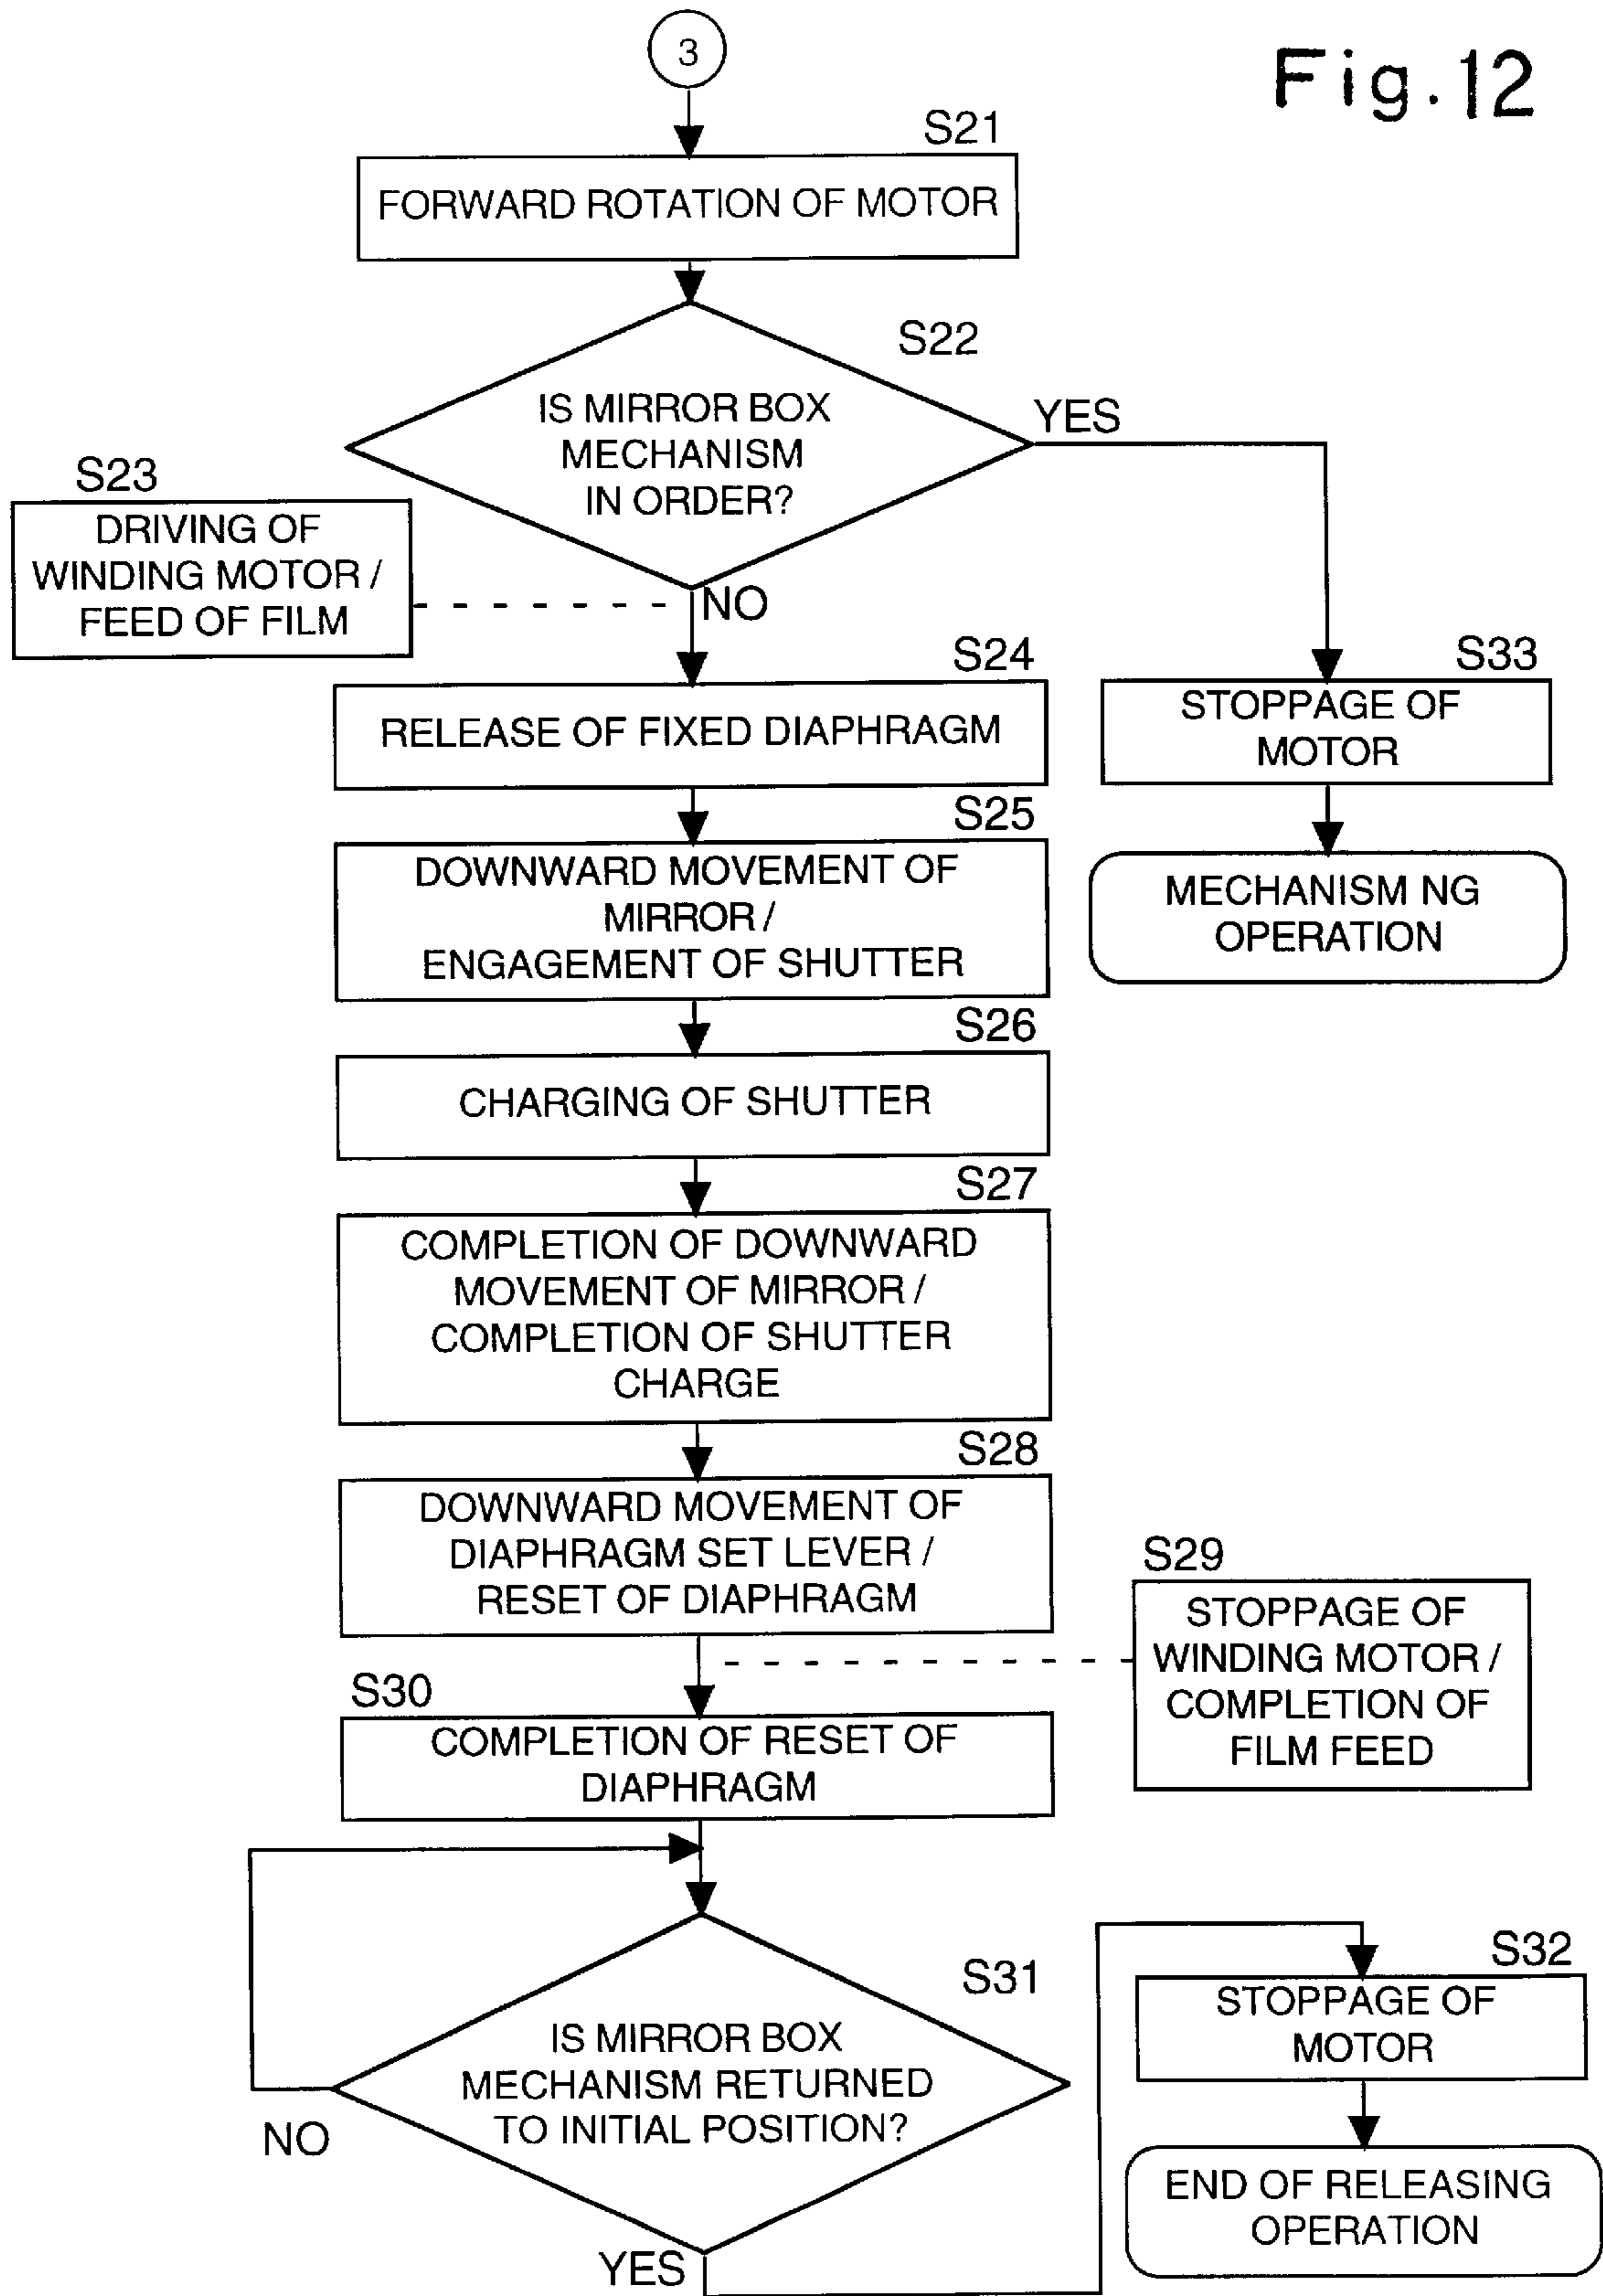 Fig.12
3
S21
FORWARD ROTATION OF MOTOR
S22
IS MIRROR BOX
MECHANISM
IN ORDER?
YES
NO
S23
DRIVING OF
WINDING MOTOR /
FEED OF FILM
S24
RELEASE OF FIXED DIAPHRAGM
S33
STOPPAGE OF
MOTOR
MECHANISM NG
OPERATION
S25
DOWNWARD MOVEMENT OF
MIRROR /
ENGAGEMENT OF SHUTTER
S26
CHARGING OF SHUTTER
S27
COMPLETION OF DOWNWARD
MOVEMENT OF MIRROR /
COMPLETION OF SHUTTER
CHARGE
S28
DOWNWARD MOVEMENT OF
DIAPHRAGM SET LEVER /
RESET OF DIAPHRAGM
S29
STOPPAGE OF
WINDING MOTOR /
COMPLETION OF
FILM FEED
S30
COMPLETION OF RESET OF
DIAPHRAGM
S31
IS MIRROR BOX
MECHANISM RETURNED
TO INITIAL POSITION?
NO
YES
S32
STOPPAGE OF
MOTOR
END OF RELEASING
OPERATION